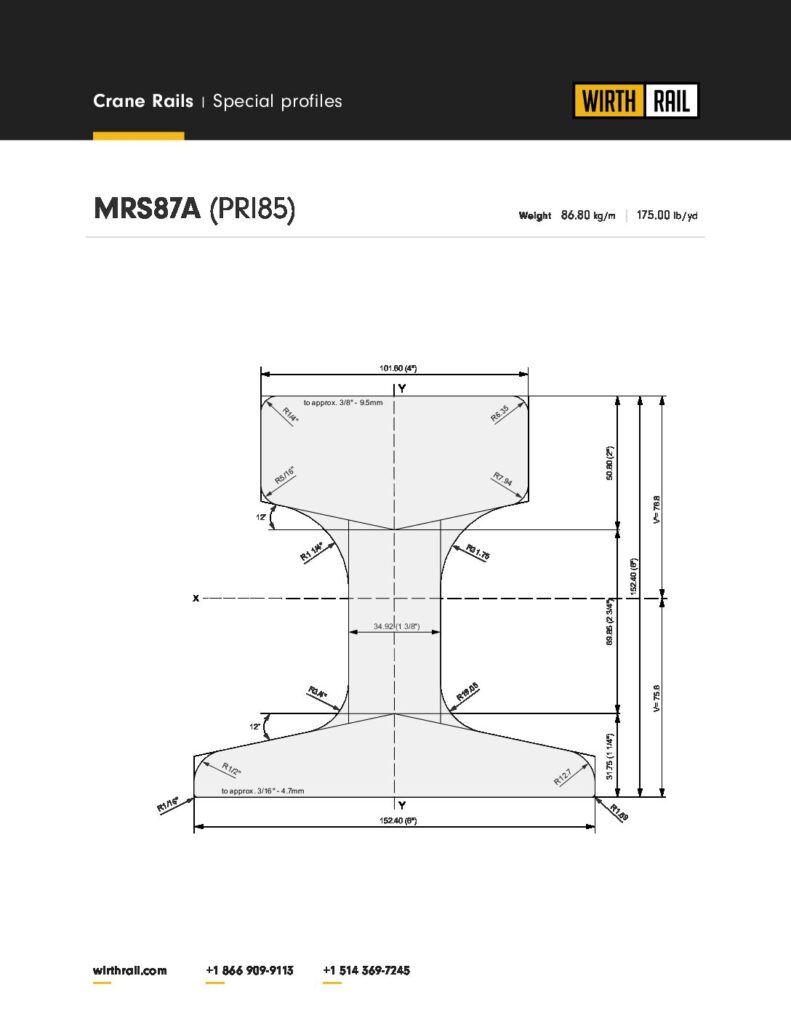 Crane Rails | Special profiles
WIRTH RAIL
MRS87A (PRI85)
Weight 86.80 kg/m | 175.00 lb/yd
101.60 (4")
Y
to approx. 3/8" - 9.5mm
R1/4"
R6.35
R5/16"
R7.94
50.80 (2")
V= 76.8
12°
R1 1/4"
R31.75
152.40 (6")
X
69.85 (2 3/4")
34.92 (1 3/8")
R3/4"
R19.05
V= 75.6
12°
R1/2"
R12.7
31.75 (1 1/4")
to approx. 3/16" - 4.7mm
R1/16"
Y
R1.69
152.40 (6")
wirthrail.com +1 866 909-9113 +1 514 369-7245